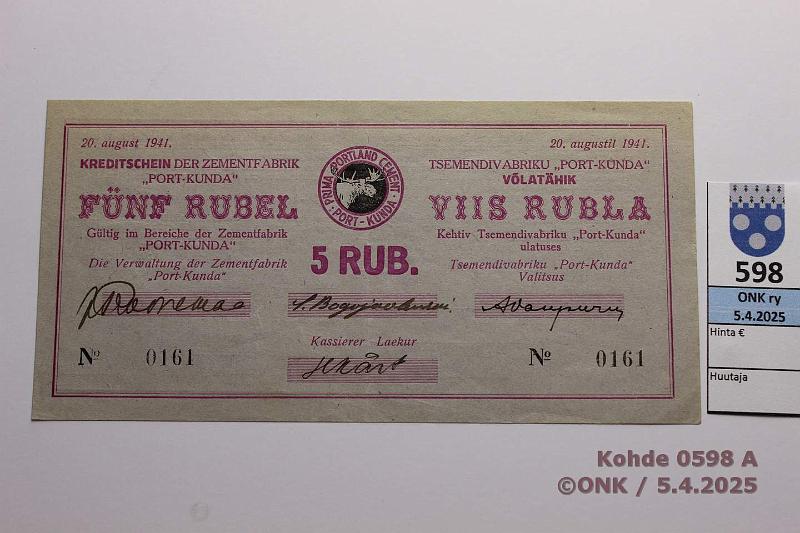 20. august 1941.
KREDITSCHEIN DER ZEMENTFABRIK
„PORT-KUNDA“
FÜNF RUBEL
Gültig im Bereiche der Zementfabrik
„PORT-KUNDA“
Die Verwaltung der Zementfabrik
„Port-Kunda“
PRIMA PORTLAND CEMENT
· PORT-KUNDA ·
5 RUB.
20. augustil 1941.
TSEMENDIVABRIKU „PORT-KUNDA“
VÕLATÄHIK
VIIS RUBLA
Kehtiv Tsemendivabriku „Port-Kunda“
ulatuses
Tsemendivabriku „Port-Kunda“
Valitsus
Kassierer Laekur
Nº 0161
Nº 0161
598
ONK ry
5.4.2025
Hinta €
Huutaja
Kohde 0598 A
©ONK / 5.4.2025